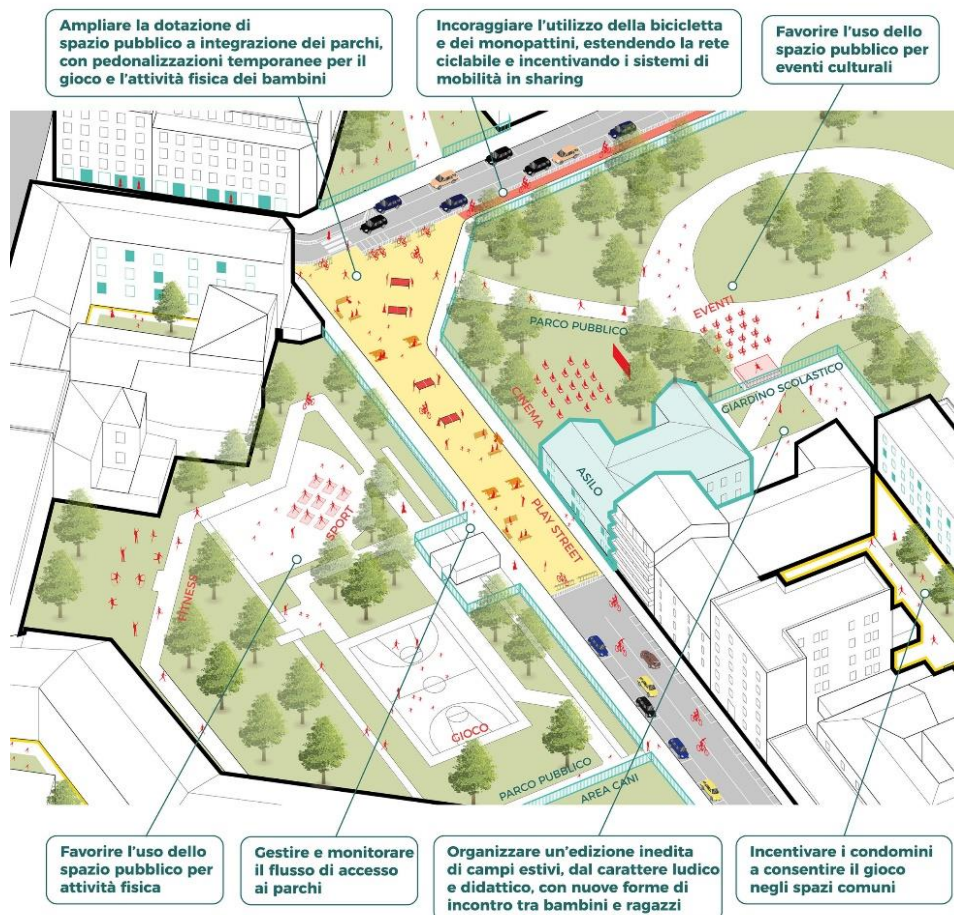 Ampliare la dotazione di
spazio pubblico a integrazione dei parchi,
con pedonalizzazioni temporanee per il
gioco e l'attività fisica dei bambini
Incoraggiare l'utilizzo della bicicletta
e dei monopattini, estendendo la rete
ciclabile e incentivando i sistemi di
mobilità in sharing
Favorire l'uso dello
spazio pubblico per
eventi culturali
PARCO PUBBLICO
EVENTI
CINEMA
GIARDINO SCOLASTICO
ASILO
PLAY STREET
SPORT
FITNESS
GIOCO
PARCO PUBBLICO
AREA CANI
Favorire l'uso dello
spazio pubblico per
attività fisica
Gestire e monitorare
il flusso di accesso
ai parchi
Organizzare un'edizione inedita
di campi estivi, dal carattere ludico
e didattico, con nuove forme di
incontro tra bambini e ragazzi
Incentivare i condomini
a consentire il gioco
negli spazi comuni